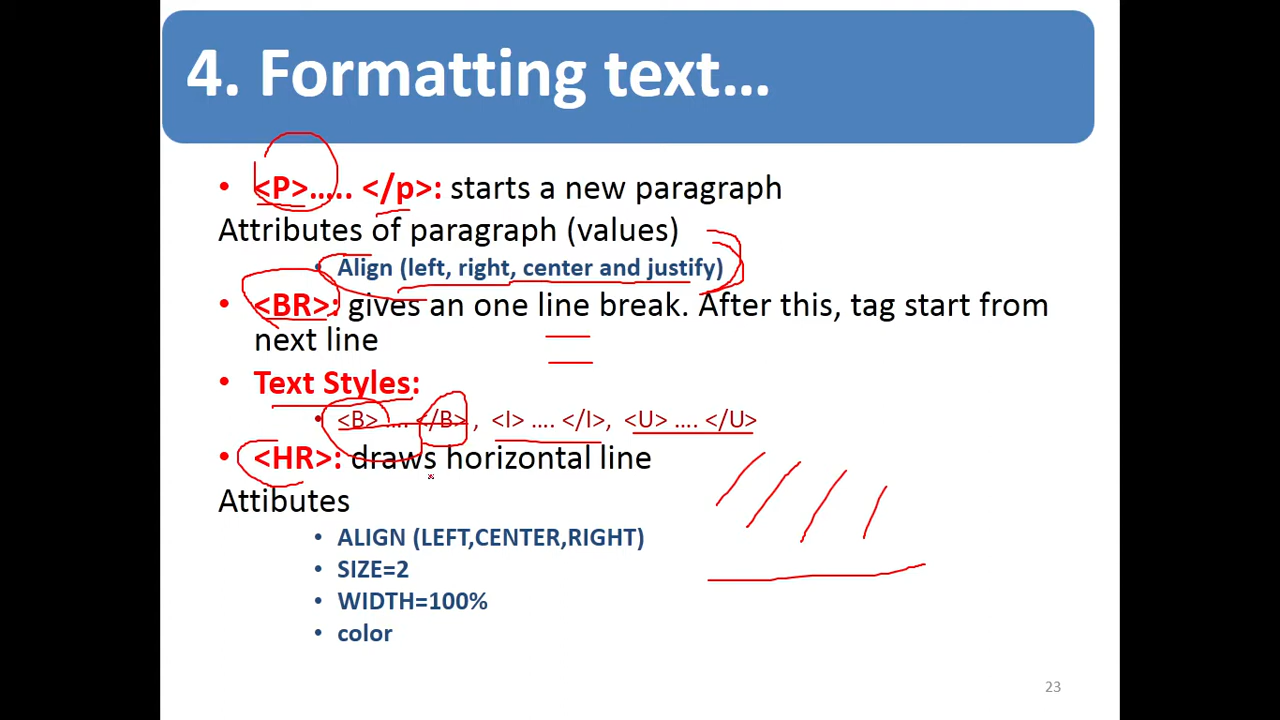 4. Formatting text…
• <P>….. </p>: starts a new paragraph
Attributes of paragraph (values)
• Align (left, right, center and justify)
• <BR>: gives an one line break. After this, tag start from
next line
• Text Styles:
• <B> …. </B> , <I> …. </I>, <U> …. </U>
• <HR>: draws horizontal line
Attibutes
• ALIGN (LEFT,CENTER,RIGHT)
• SIZE=2
• WIDTH=100%
• color
23